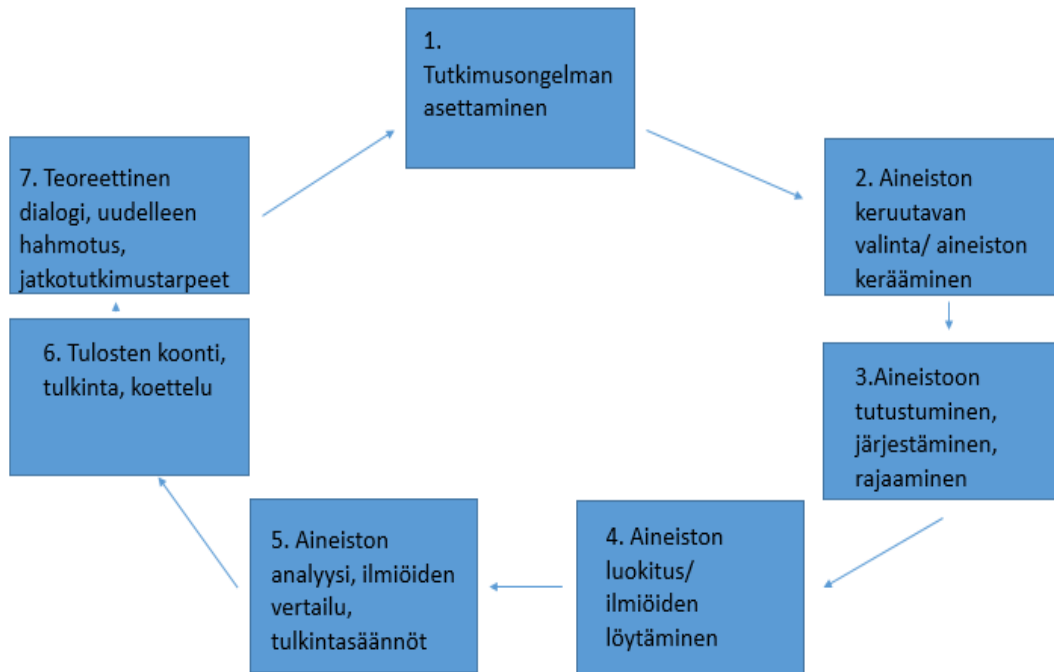 1.
Tutkimusongelman
asettaminen
2. Aineiston
keruutavan
valinta/ aineiston
kerääminen
3.Aineistoon
tutustuminen,
järjestäminen,
rajaaminen
4. Aineiston
luokitus/
ilmiöiden
löytäminen
5. Aineiston
analyysi, ilmiöiden
vertailu,
tulkintasäännöt
6. Tulosten koonti,
tulkinta, koettelu
7. Teoreettinen
dialogi, uudelleen
hahmotus,
jatkotutkimustarpeet